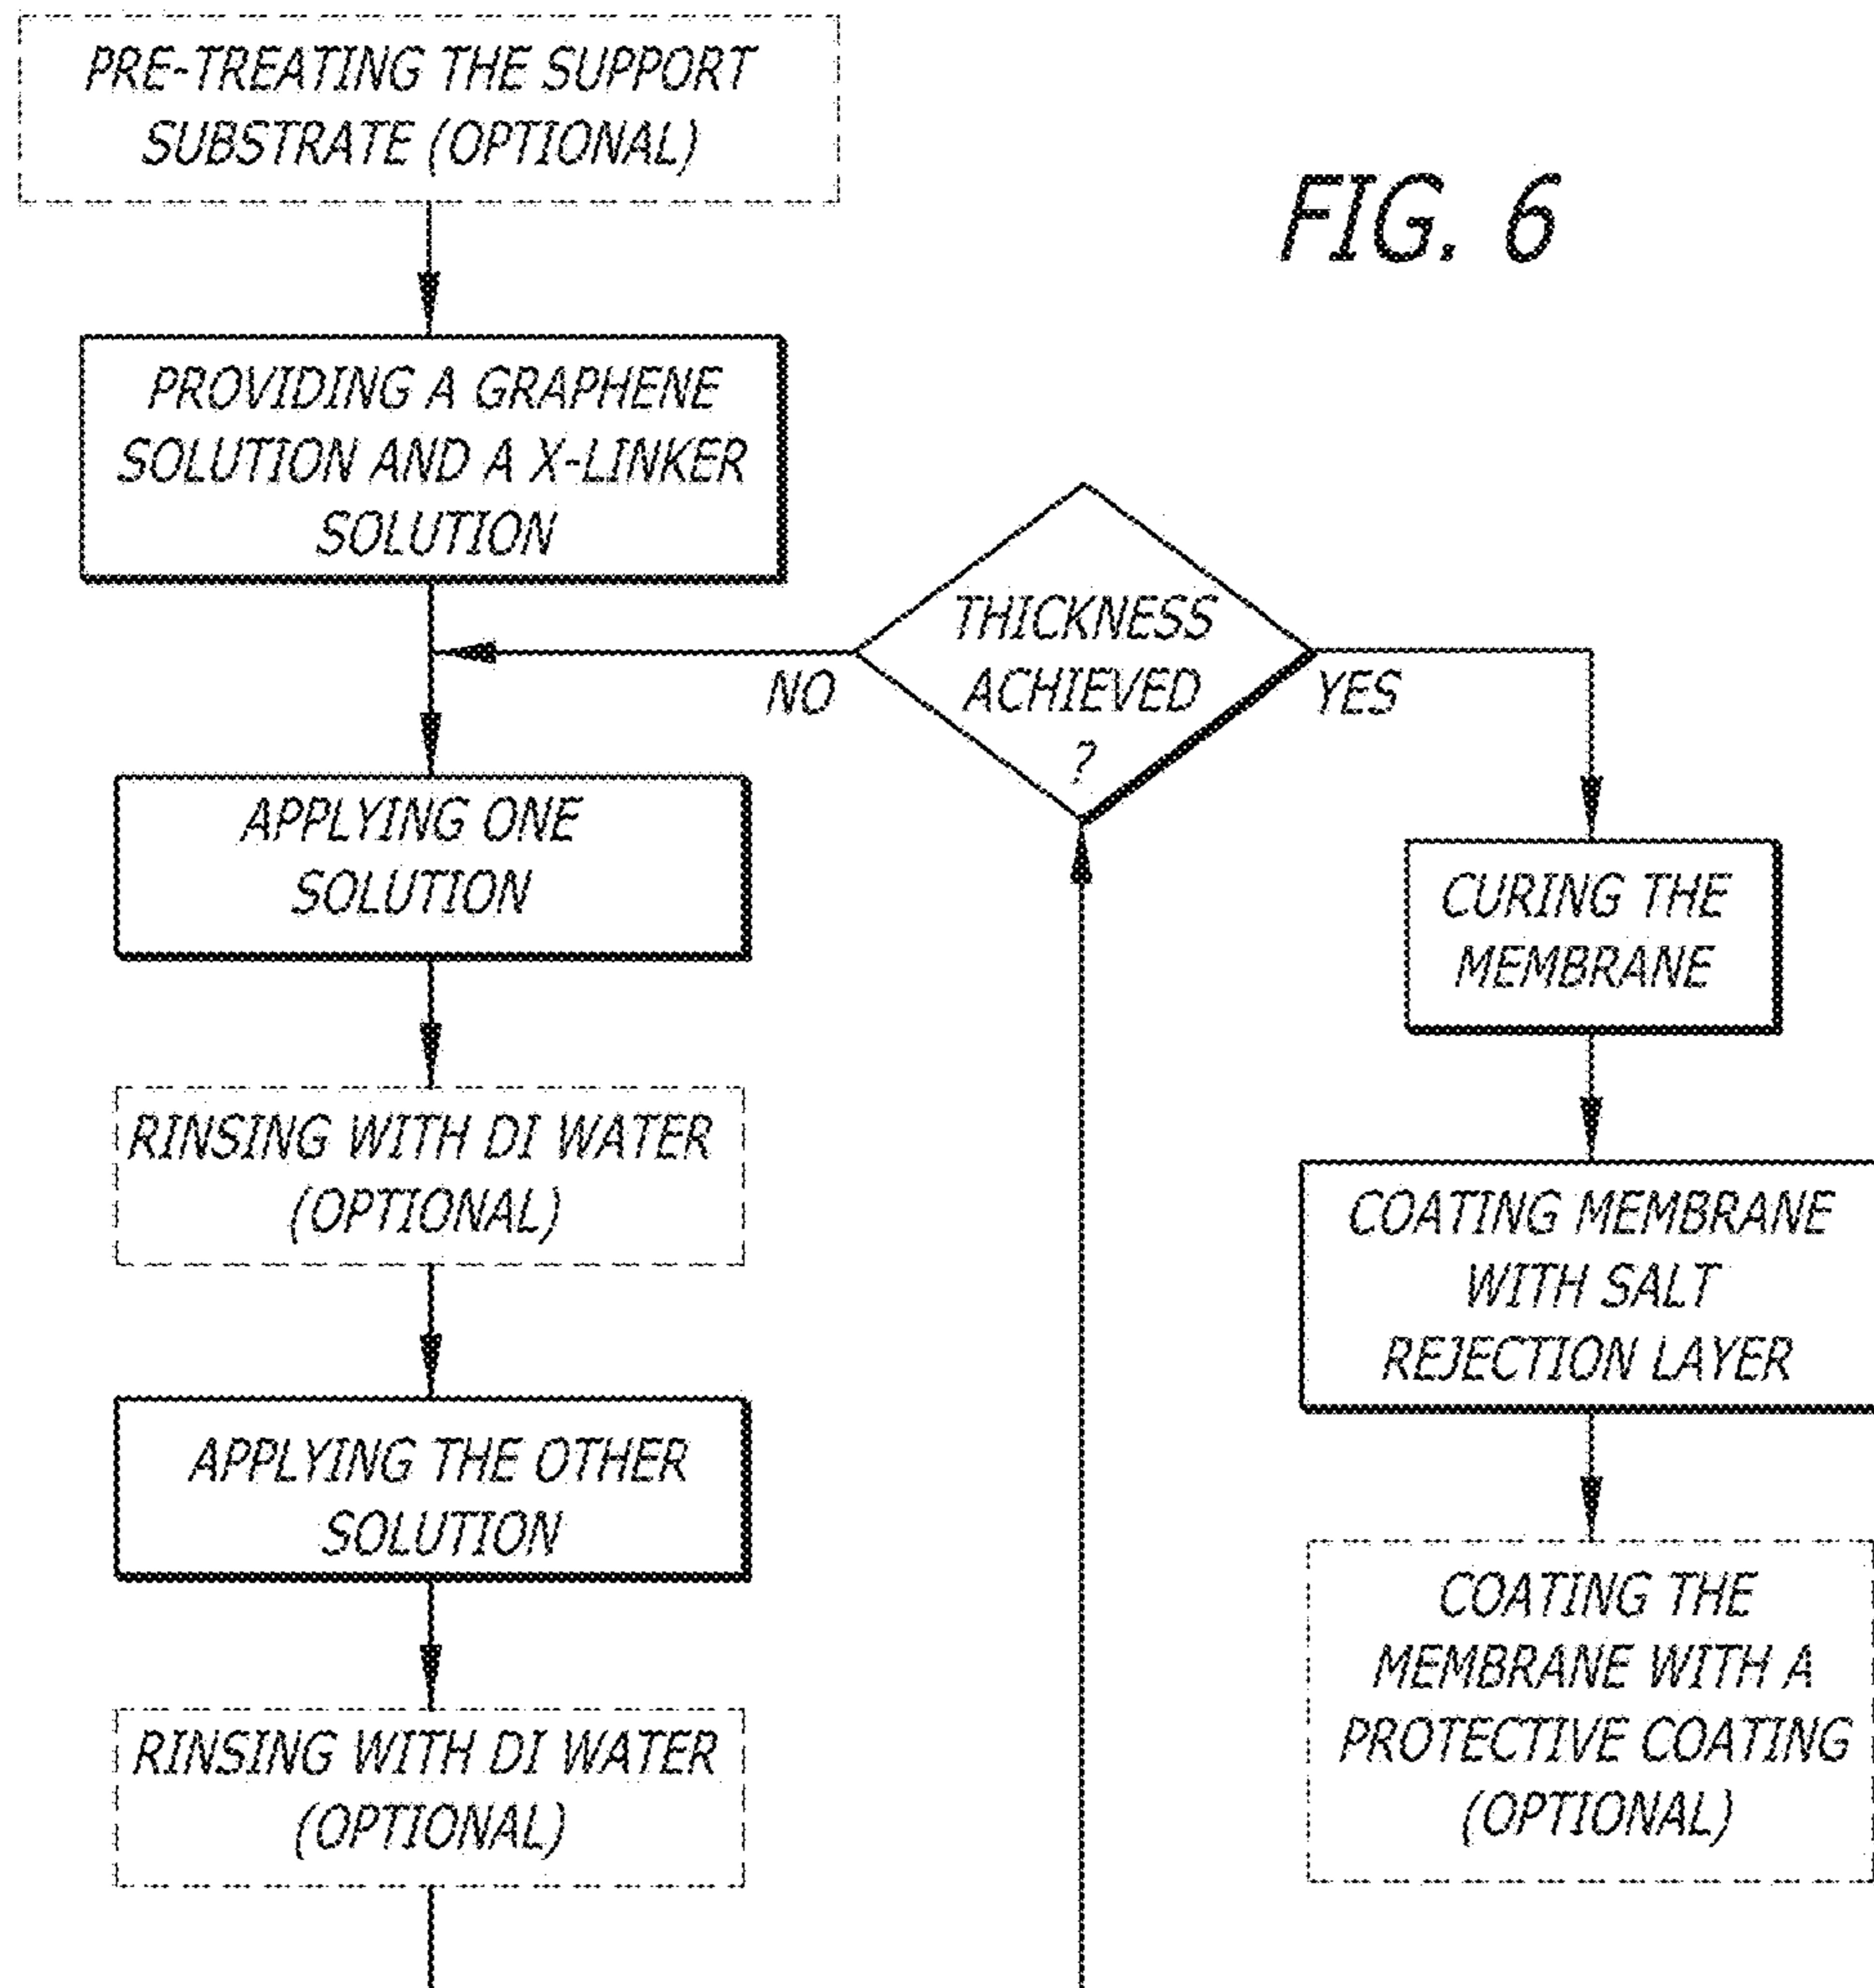 PRE-TREATING THE SUPPORT
SUBSTRATE (OPTIONAL)
FIG. 6
PROVIDING A GRAPHENE
SOLUTION AND A X-LINKER
SOLUTION
THICKNESS
ACHIEVED
?
NO
YES
APPLYING ONE
SOLUTION
CURING THE
MEMBRANE
RINSING WITH DI WATER
(OPTIONAL)
COATING MEMBRANE
WITH SALT
REJECTION LAYER
APPLYING THE OTHER
SOLUTION
COATING THE
MEMBRANE WITH A
PROTECTIVE COATING
(OPTIONAL)
RINSING WITH DI WATER
(OPTIONAL)